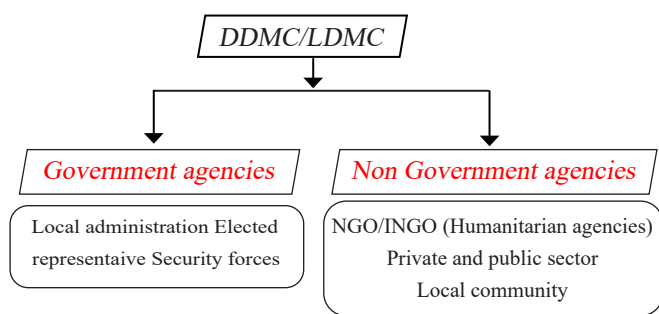 DDMC/LDMC
Government agencies
Non Government agencies
Local administration Elected
representaive Security forces
NGO/INGO (Humanitarian agencies)
Private and public sector
Local community